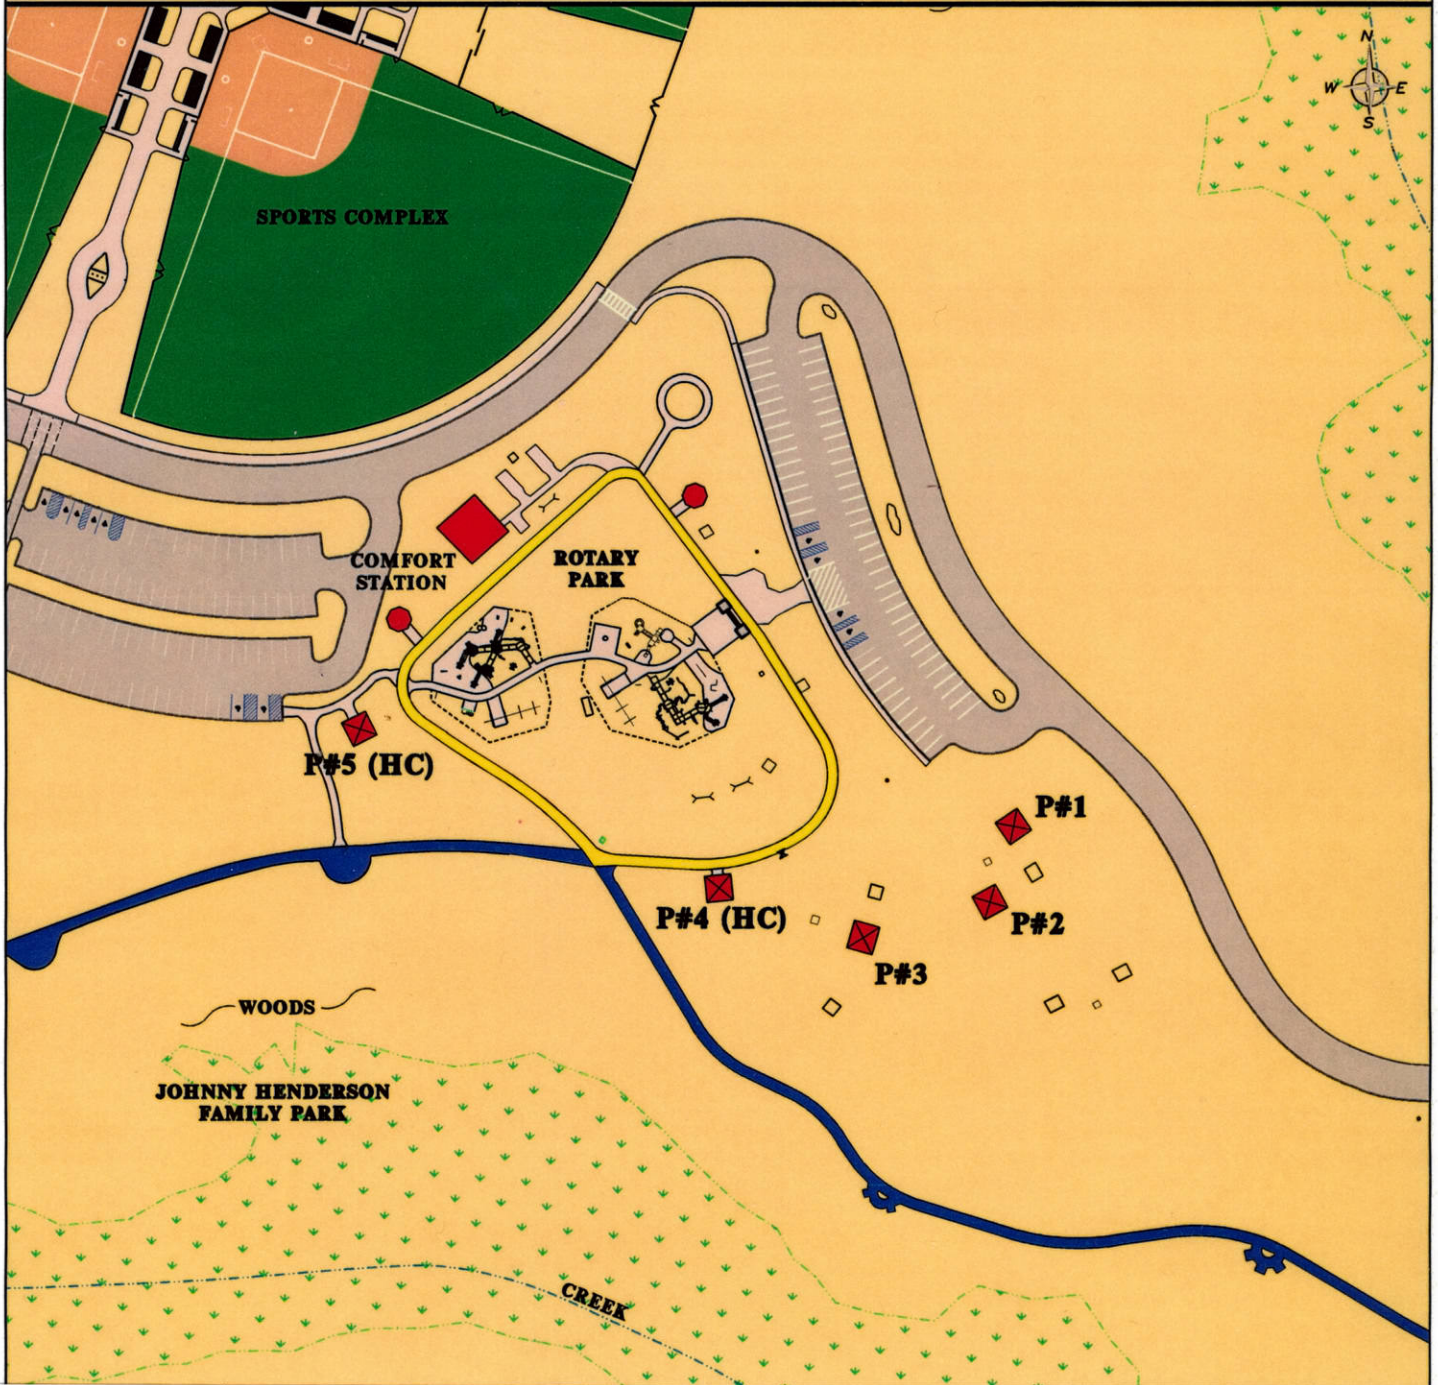 N
W E
S
SPORTS COMPLEX
COMFORT
STATION
ROTARY
PARK
P#5 (HC)
P#1
P#4 (HC)
P#2
P#3
WOODS
JOHNNY HENDERSON
FAMILY PARK
CREEK